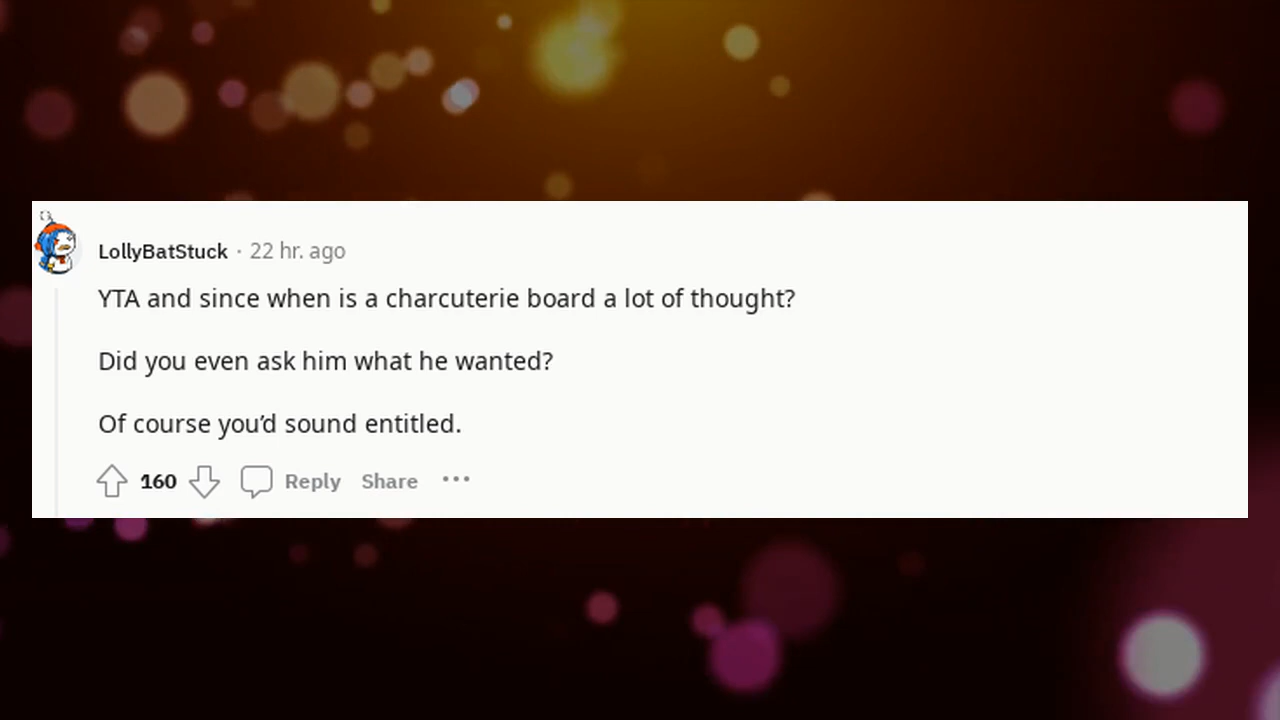 LollyBatStuck · 22 hr. ago
YTA and since when is a charcuterie board a lot of thought?
Did you even ask him what he wanted?
Of course you’d sound entitled.
160 Reply Share ···